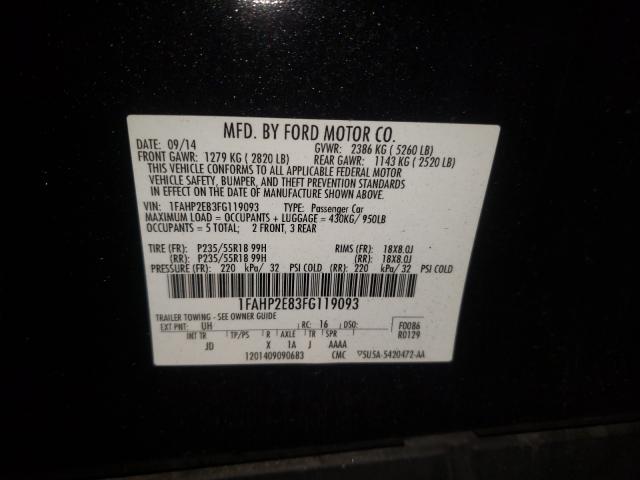 MFD. BY FORD MOTOR CO.
DATE: 09/14 GVWR: 2386 KG ( 5260 LB)
FRONT GAWR: 1279 KG ( 2820 LB) REAR GAWR: 1143 KG ( 2520 LB)
THIS VEHICLE CONFORMS TO ALL APPLICABLE FEDERAL MOTOR
VEHICLE SAFETY, BUMPER, AND THEFT PREVENTION STANDARDS
IN EFFECT ON THE DATE OF MANUFACTURE SHOWN ABOVE.
VIN: 1FAHP2E83FG119093 TYPE: Passenger Car
MAXIMUM LOAD = OCCUPANTS + LUGGAGE = 430KG/ 950LB
OCCUPANTS = 5 TOTAL; 2 FRONT, 3 REAR
TIRE (FR): P235/55R18 99H RIMS (FR): 18X8.0J
(RR): P235/55R18 99H (RR): 18X8.0J
PRESSURE (FR): 220 kPa/ 32 PSI COLD (RR): 220 kPa/ 32 PSI COLD
1FAHP2E83FG119093
TRAILER TOWING - SEE OWNER GUIDE
EXT PNT: UH RC: 16 DSO: F0086
INT TR TP/PS R AXLE TR SPR R0129
JD X 1A J AAAA
1201409090683 CMC 5U5A-5420472-AA